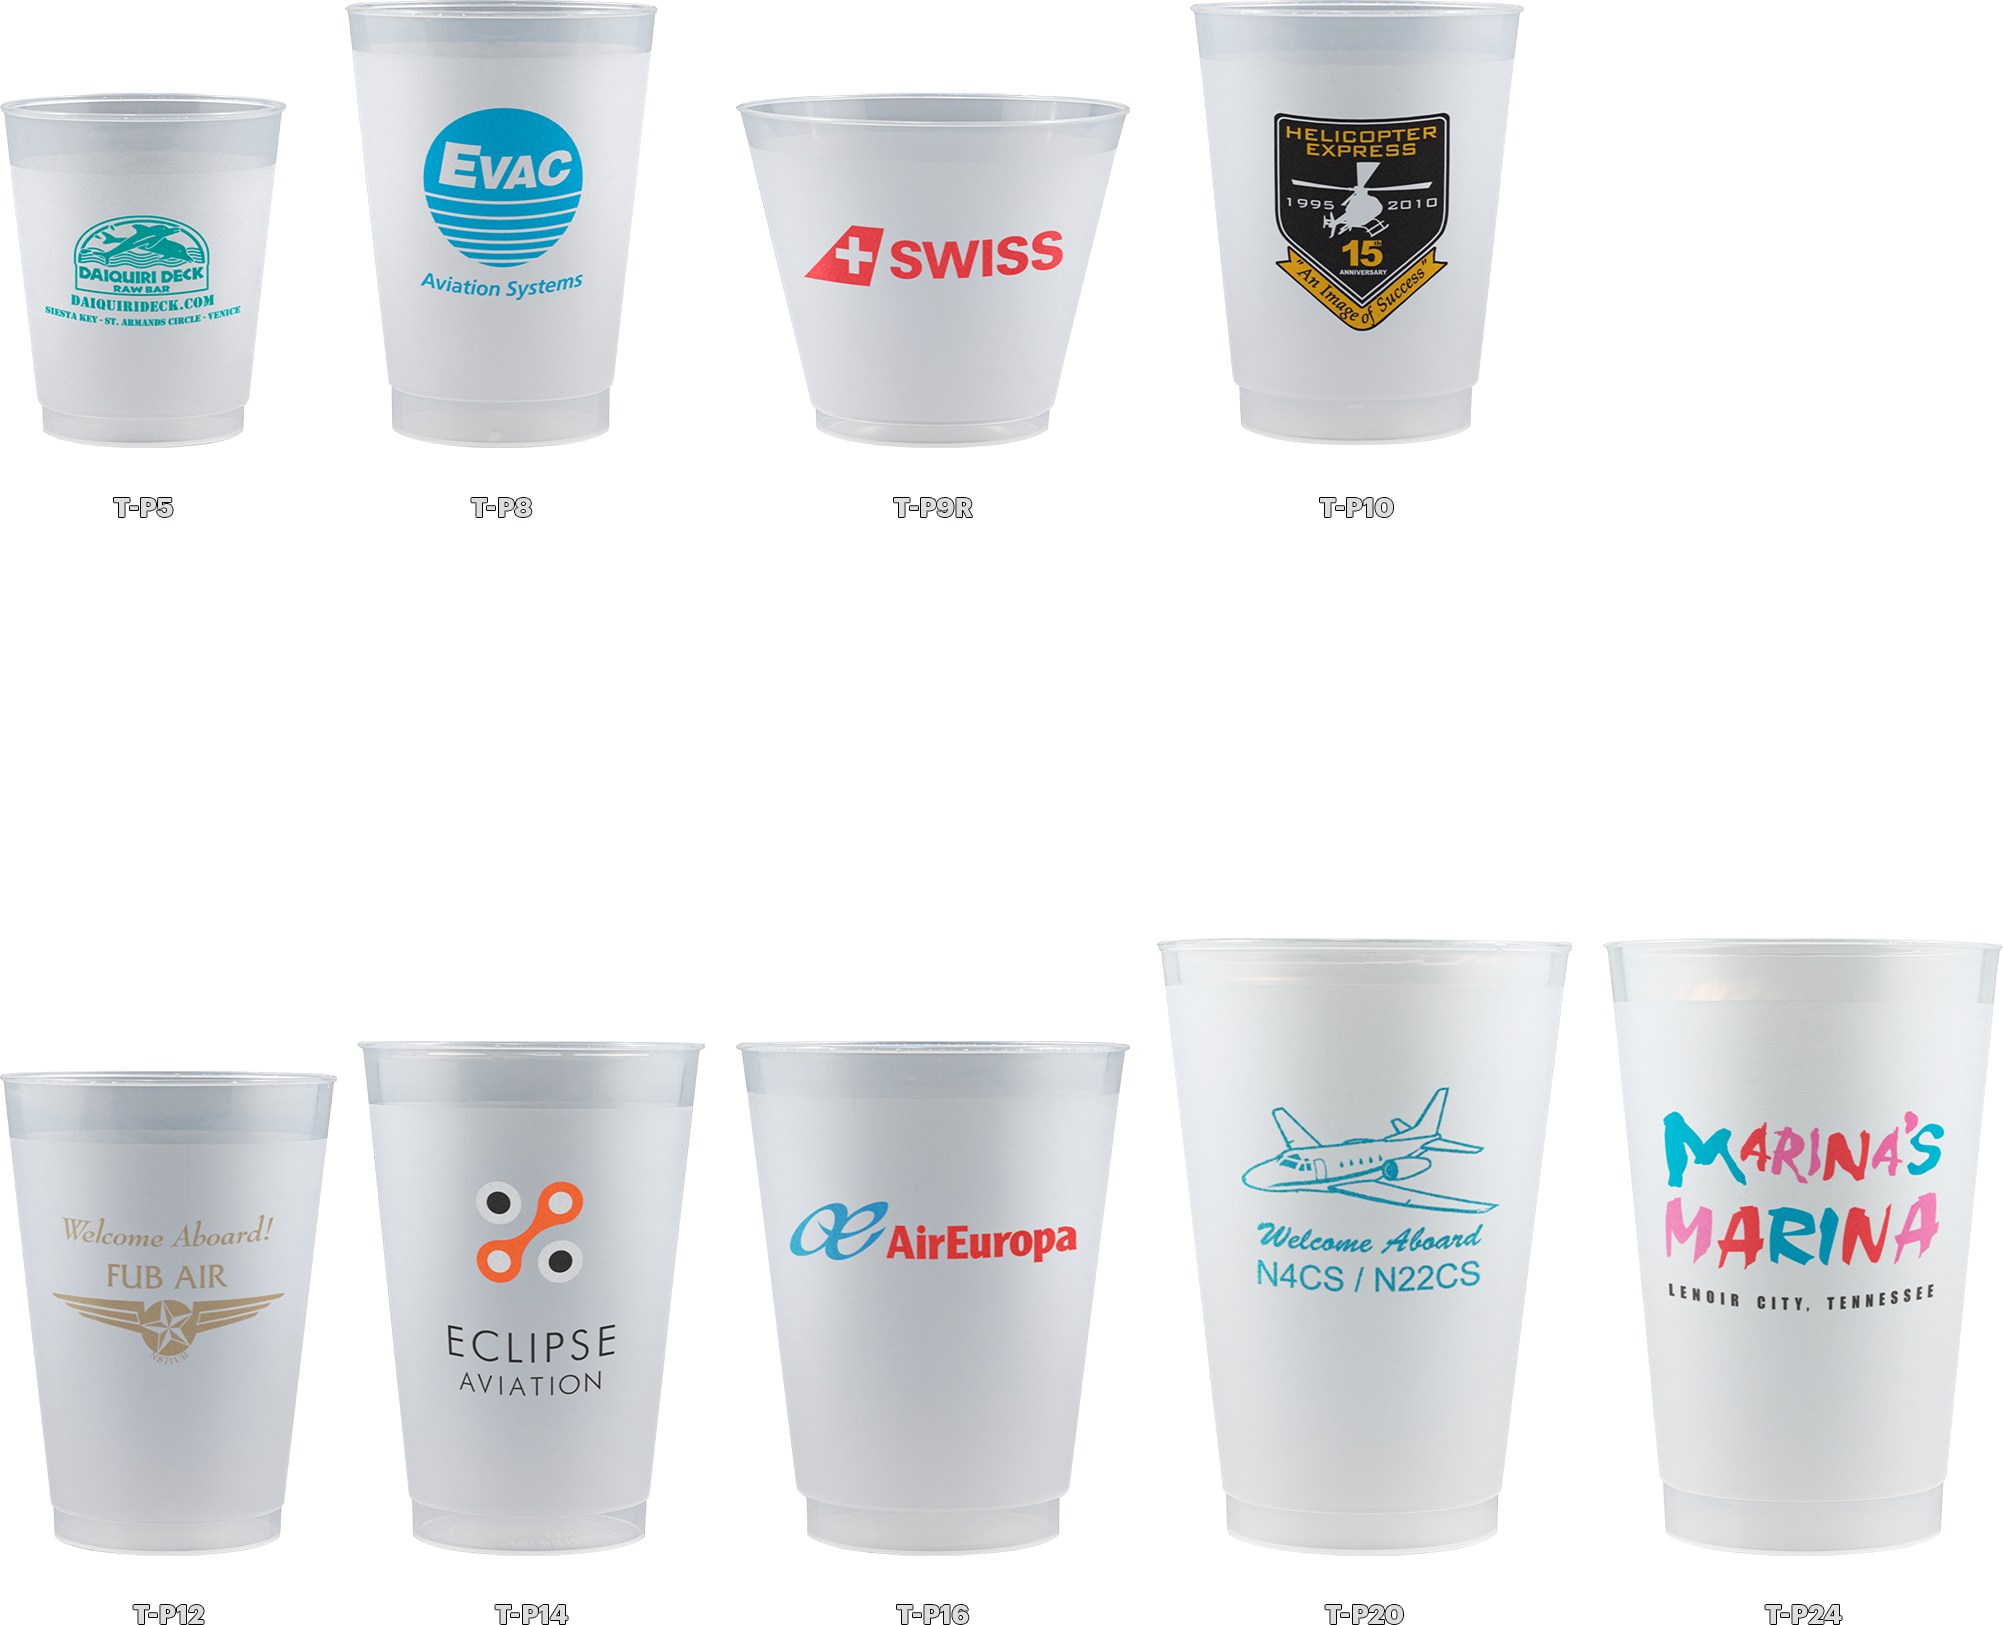 DAIQUIRI DECK
RAW BAR
DAIQUIRIDECK.COM
SIESTA KEY - ST. ARMANDS CIRCLE - VENICE
T-P5
EVAC
Aviation Systems
T-P8
SWISS
T-P9R
HELICOPTER
EXPRESS
1995 2010
15th
ANNIVERSARY
"An Image of Success"
T-P10
Welcome Aboard!
FUB AIR
N871UB
T-P12
ECLIPSE
AVIATION
T-P14
AirEuropa
T-P16
Welcome Aboard
N4CS / N22CS
T-P20
MARINA'S
MARINA
LENOIR CITY, TENNESSEE
T-P24